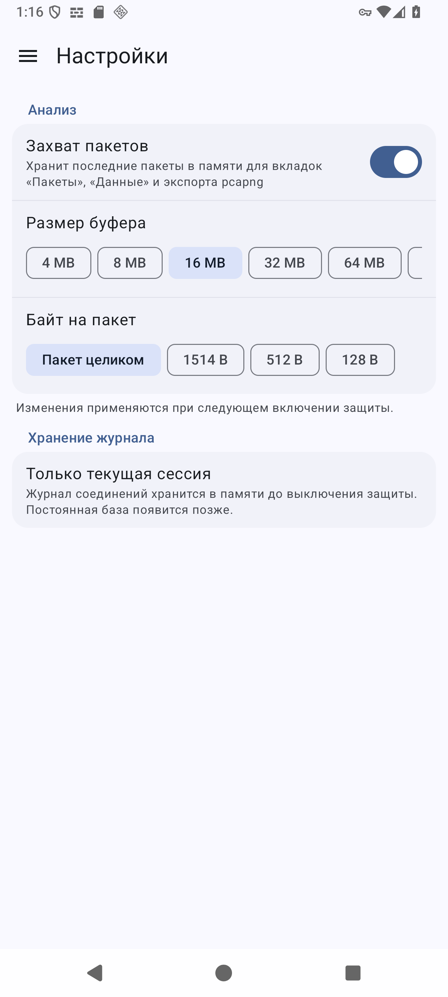 1:16
Настройки
Анализ
Захват пакетов
Хранит последние пакеты в памяти для вкладок
«Пакеты», «Данные» и экспорта pcapng
Размер буфера
4 MB
8 MB
16 MB
32 MB
64 MB
Байт на пакет
Пакет целиком
1514 B
512 B
128 B
Изменения применяются при следующем включении защиты.
Хранение журнала
Только текущая сессия
Журнал соединений хранится в памяти до выключения защиты.
Постоянная база появится позже.